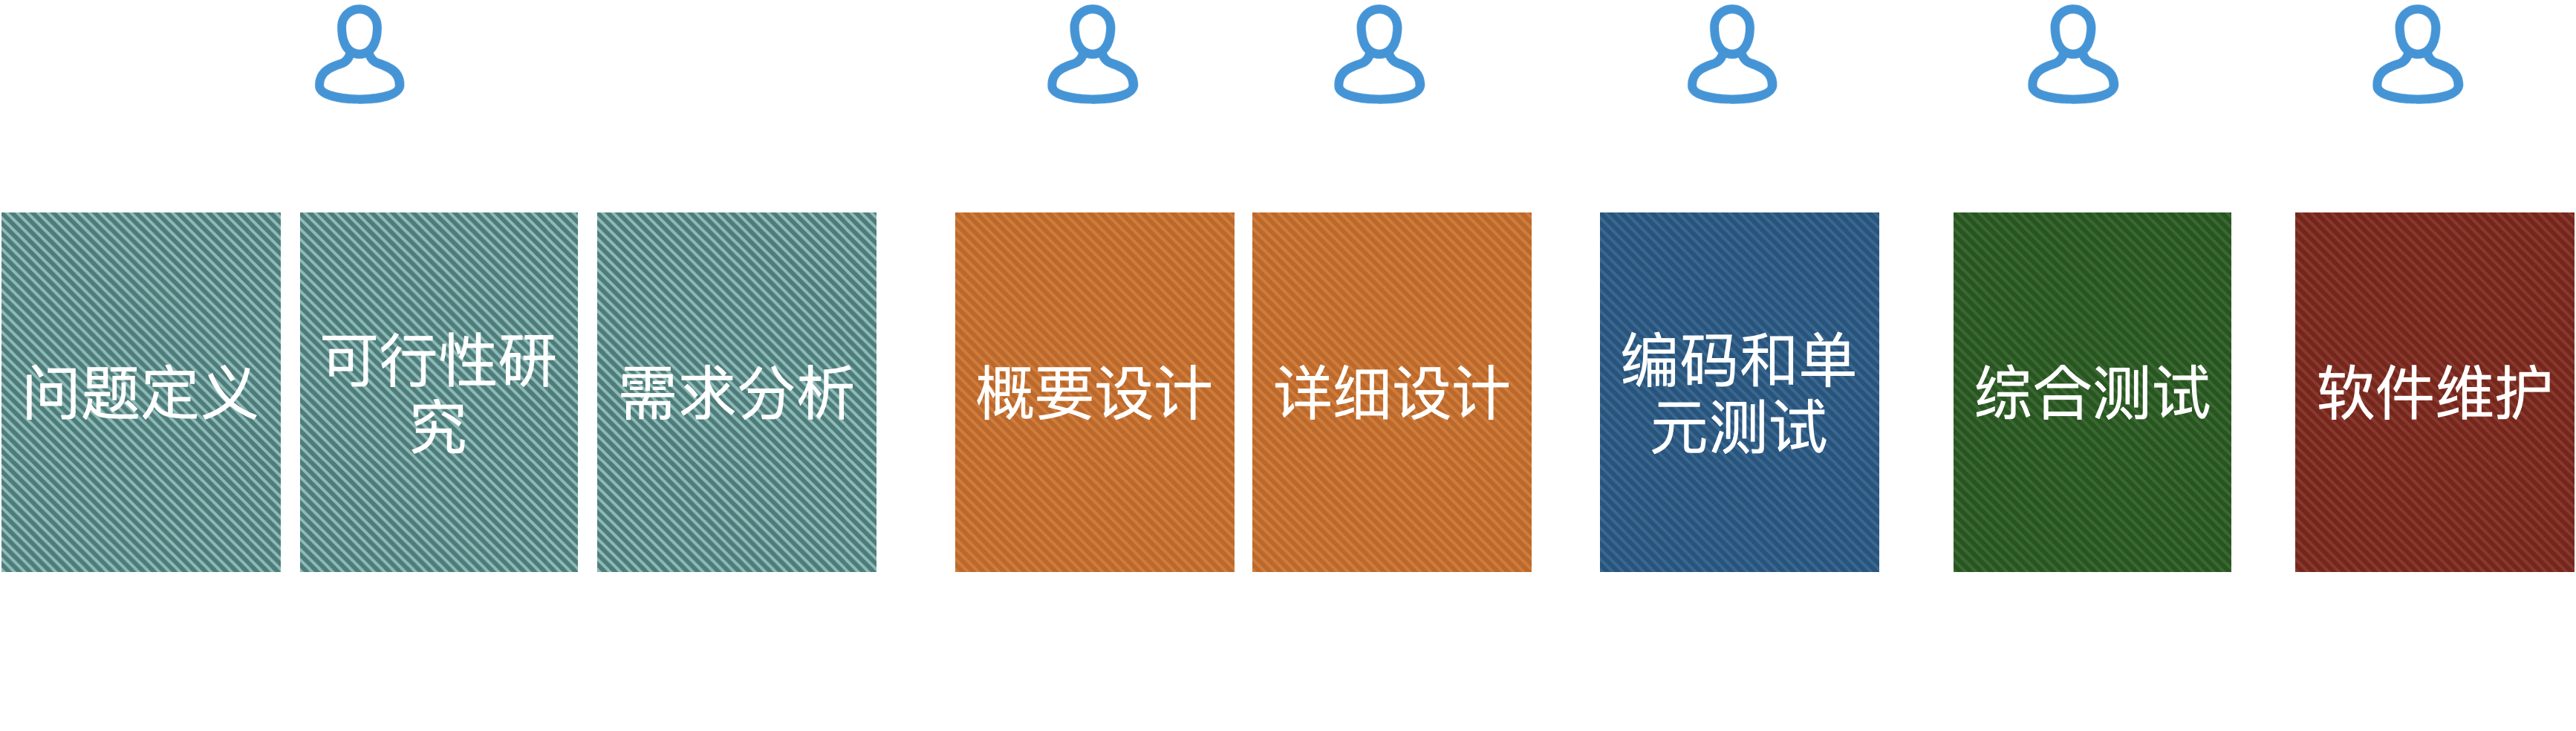 问题定义
可行性研
究
需求分析
概要设计
详细设计
编码和单
元测试
综合测试
软件维护